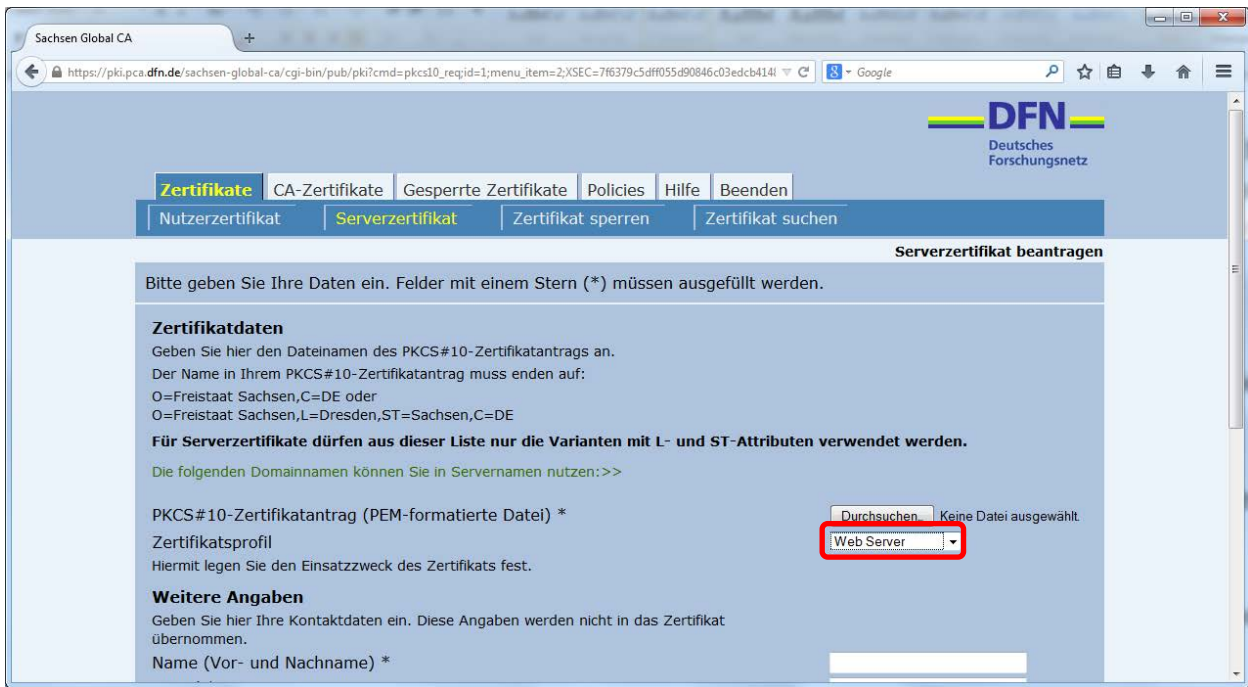 Sachsen Global CA
https://pki.pca.dfn.de/sachsen-global-ca/cgi-bin/pub/pki?cmd=pkcs10_req;id=1;menu_item=2;XSEC=7f6379c5dff055d90846c03edcb414
Google
DFN
Deutsches
Forschungsnetz
Zertifikate CA-Zertifikate Gesperrte Zertifikate Policies Hilfe Beenden
Nutzerzertifikat Serverzertifikat Zertifikat sperren Zertifikat suchen
Serverzertifikat beantragen
Bitte geben Sie Ihre Daten ein. Felder mit einem Stern (*) müssen ausgefüllt werden.
Zertifikatdaten
Geben Sie hier den Dateinamen des PKCS#10-Zertifikatantrags an.
Der Name in Ihrem PKCS#10-Zertifikatantrag muss enden auf:
O=Freistaat Sachsen,C=DE oder
O=Freistaat Sachsen,L=Dresden,ST=Sachsen,C=DE
Für Serverzertifikate dürfen aus dieser Liste nur die Varianten mit L- und ST-Attributen verwendet werden.
Die folgenden Domainnamen können Sie in Servernamen nutzen:>>
PKCS#10-Zertifikatantrag (PEM-formatierte Datei) * Durchsuchen… Keine Datei ausgewählt.
Zertifikatsprofil Web Server
Hiermit legen Sie den Einsatzzweck des Zertifikats fest.
Weitere Angaben
Geben Sie hier Ihre Kontaktdaten ein. Diese Angaben werden nicht in das Zertifikat
übernommen.
Name (Vor- und Nachname) *